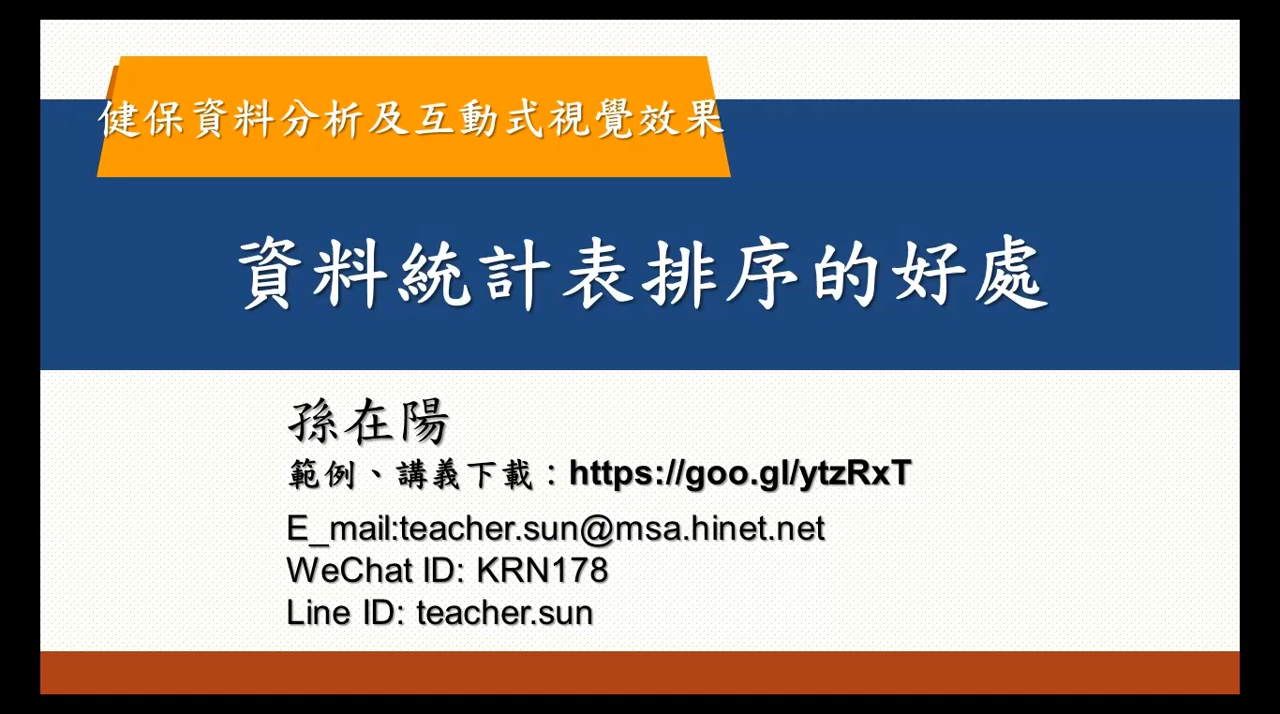 健保資料分析及互動式視覺效果
資料統計表排序的好處
孫在陽
範例、講義下載：https://goo.gl/ytzRxT
E_mail:teacher.sun@msa.hinet.net
WeChat ID: KRN178
Line ID: teacher.sun